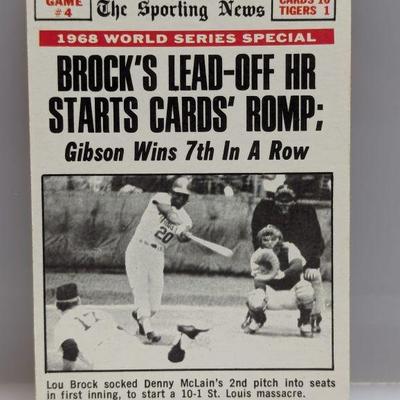 GAME
#4
The Sporting News
CARDS 10
TIGERS 1
1968 WORLD SERIES SPECIAL
BROCK'S LEAD-OFF HR
STARTS CARDS' ROMP;
Gibson Wins 7th In A Row
20
17
Lou Brock socked Denny McLain's 2nd pitch into seats
in first inning, to start a 10-1 St. Louis massacre.